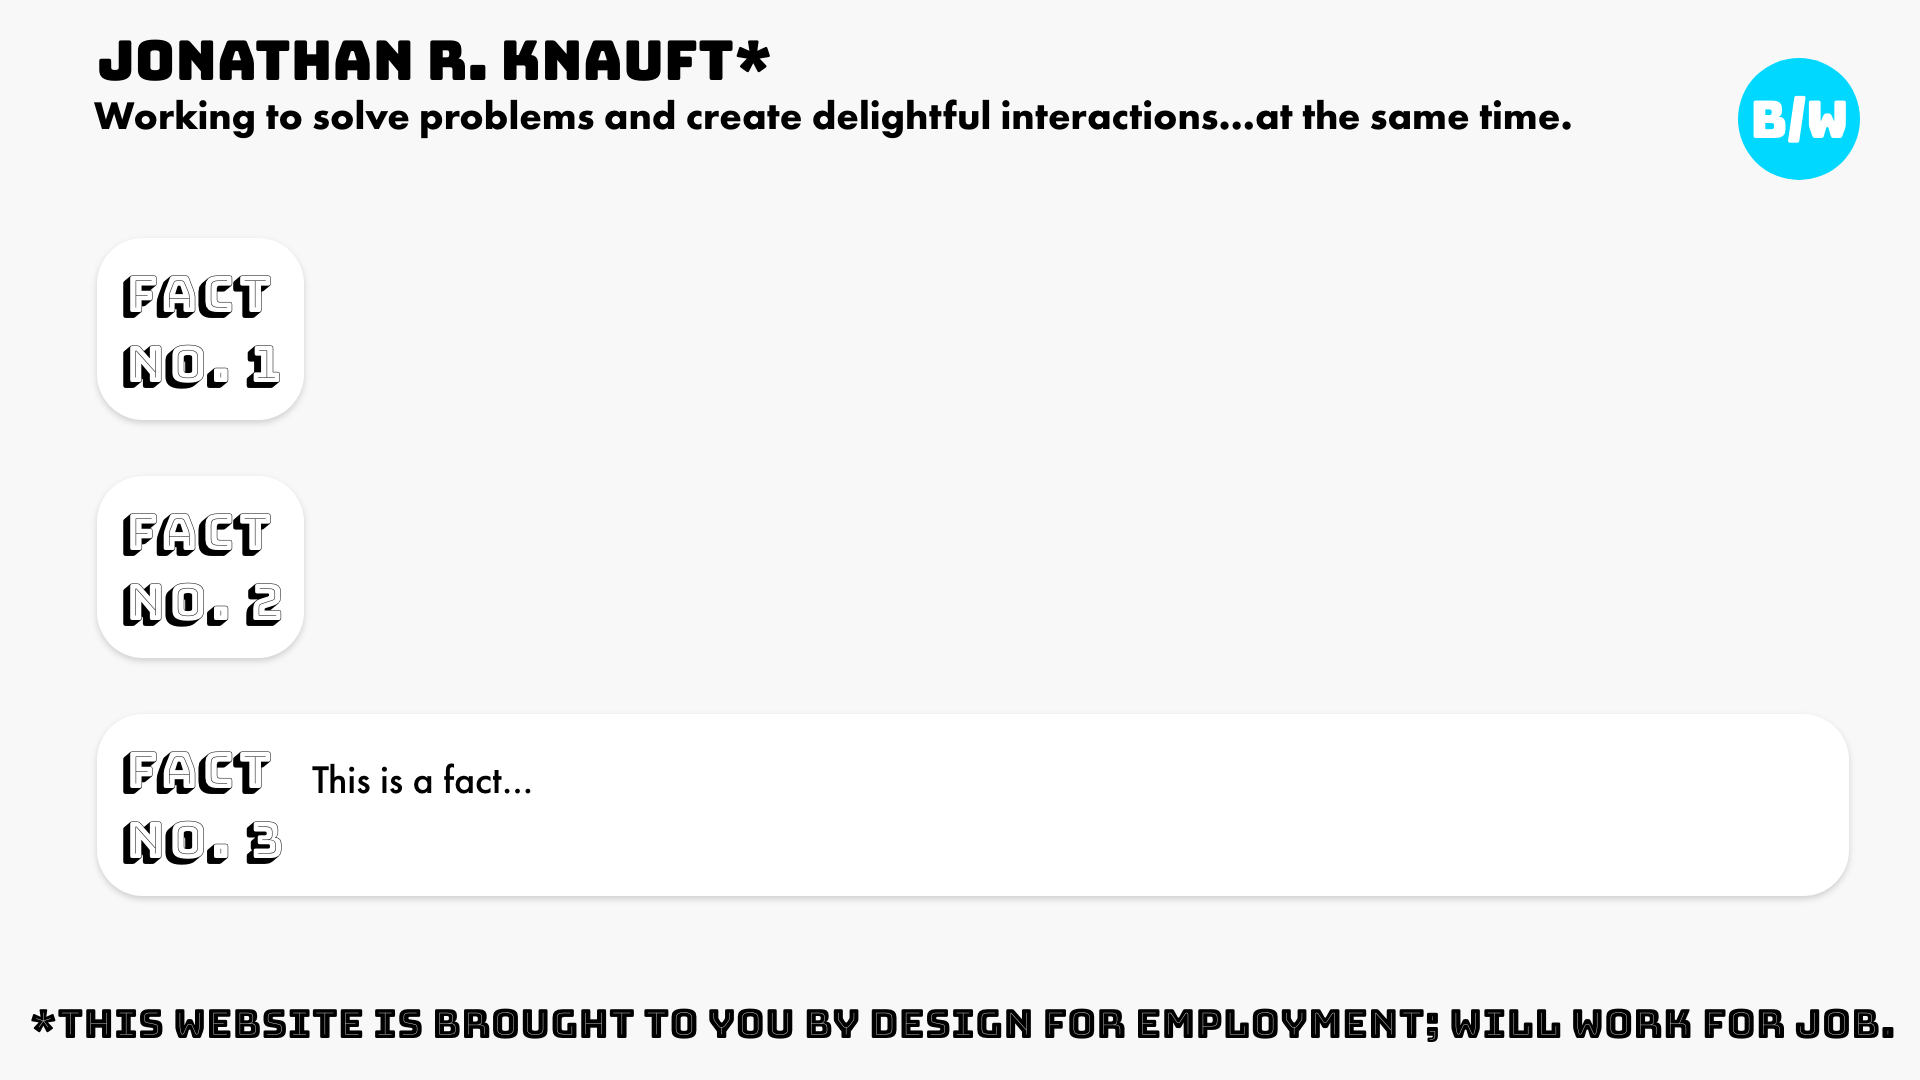 JONATHAN R. KNAUFT*
Working to solve problems and create delightful interactions...at the same time.
B/W
FACT
NO. 1
FACT
NO. 2
FACT
NO. 3
This is a fact...
*THIS WEBSITE IS BROUGHT TO YOU BY DESIGN FOR EMPLOYMENT; WILL WORK FOR JOB.